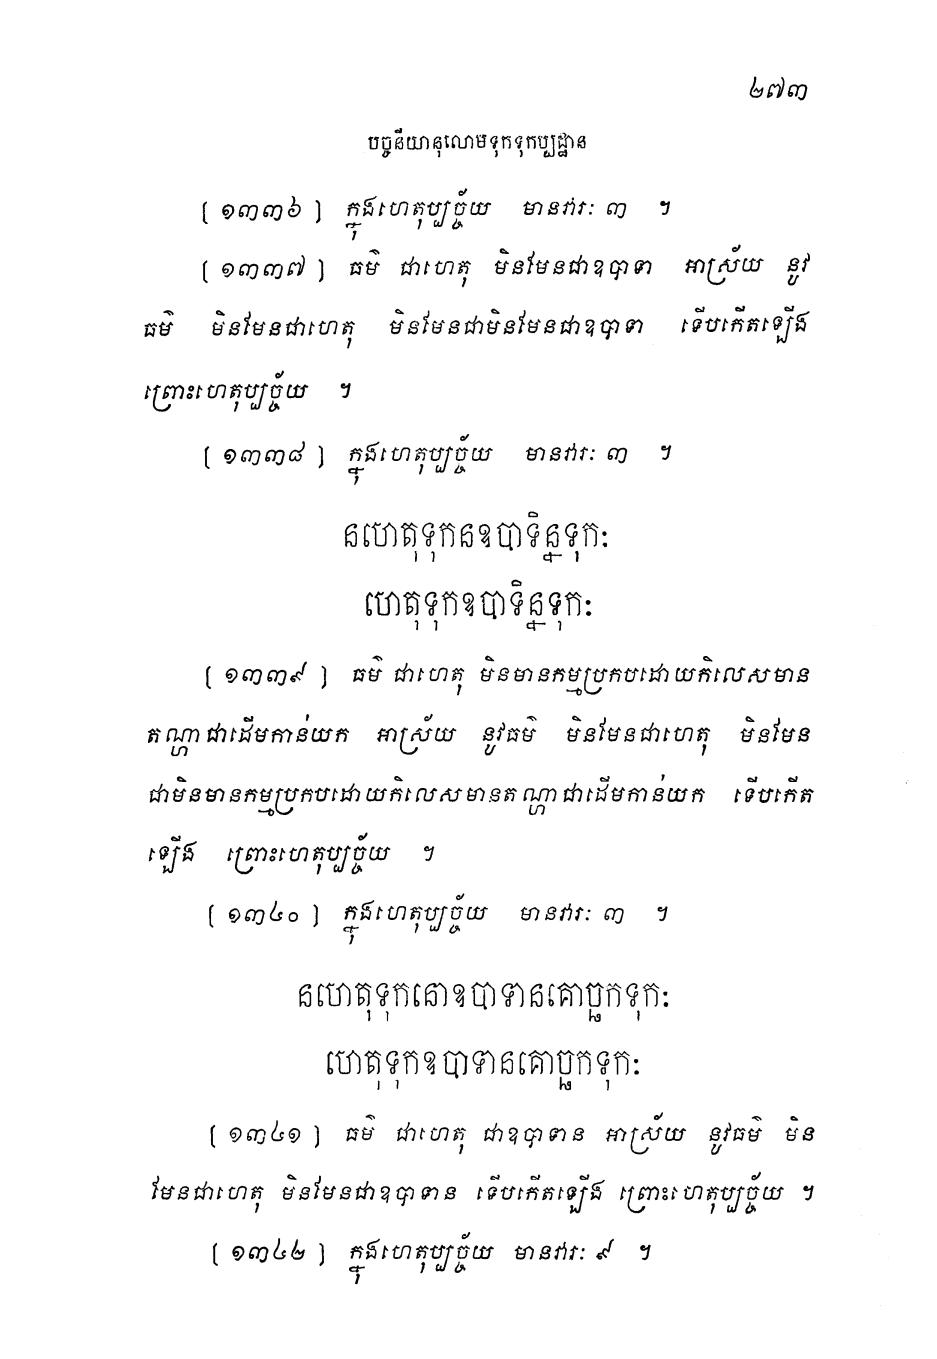 ២៧៣
បច្ចនីយានុលោមទុកទុកប្បដ្ឋាន
[ ១៣៣៦ ] ក្នុងហេតុប្បច្ច័យ មានវារៈ ៣ ។
[ ១៣៣៧ ] ធម៌ ជាហេតុ មិនមែនជាឧបាទា អាស្រ័យ នូវ
ធម៌ មិនមែនជាហេតុ មិនមែនជាមិនមែនជាឧបាទា ទើបកើតឡើង
ព្រោះហេតុប្បច្ច័យ ។
[ ១៣៣៨ ] ក្នុងហេតុប្បច្ច័យ មានវារៈ ៣ ។
នហេតុទុកនឧបាទិន្នទុកៈ
ហេតុទុកឧបាទិន្នទុកៈ
[ ១៣៣៩ ] ធម៌ ជាហេតុ មិនមានកម្មប្រកបដោយកិលេសមាន
តណ្ហាជាដើមកាន់យក អាស្រ័យ នូវធម៌ មិនមែនជាហេតុ មិនមែន
ជាមិនមានកម្មប្រកបដោយកិលេសមានតណ្ហាជាដើមកាន់យក ទើបកើត
ឡើង ព្រោះហេតុប្បច្ច័យ ។
[ ១៣៤០ ] ក្នុងហេតុប្បច្ច័យ មានវារៈ ៣ ។
នហេតុទុកនោឧបាទានគោច្ឆកទុកៈ
ហេតុទុកឧបាទានគោច្ឆកទុកៈ
[ ១៣៤១ ] ធម៌ ជាហេតុ ជាឧបាទាន អាស្រ័យ នូវធម៌ មិន
មែនជាហេតុ មិនមែនជាឧបាទាន ទើបកើតឡើង ព្រោះហេតុប្បច្ច័យ ។
[ ១៣៤២ ] ក្នុងហេតុប្បច្ច័យ មានវារៈ ៩ ។